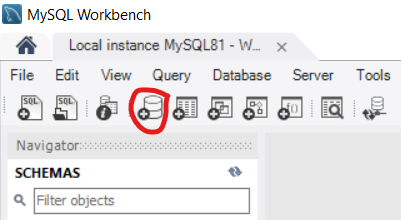 MySQL Workbench
Local instance MySQL81 - W... ×
File Edit View Query Database Server Tools
SQL SQL
Navigator
SCHEMAS
Filter objects